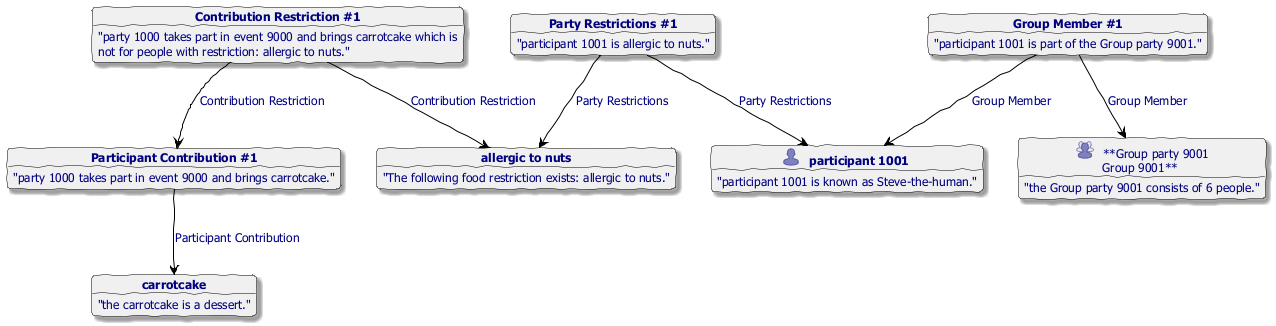 Contribution Restriction #1
"party 1000 takes part in event 9000 and brings carrotcake which is
not for people with restriction: allergic to nuts."
Party Restrictions #1
"participant 1001 is allergic to nuts."
Group Member #1
"participant 1001 is part of the Group party 9001."
Contribution Restriction
Contribution Restriction
Party Restrictions
Party Restrictions
Group Member
Group Member
Participant Contribution #1
"party 1000 takes part in event 9000 and brings carrotcake."
allergic to nuts
"The following food restriction exists: allergic to nuts."
participant 1001
"participant 1001 is known as Steve-the-human."
**Group party 9001
Group 9001**
"the Group party 9001 consists of 6 people."
Participant Contribution
carrotcake
"the carrotcake is a dessert."